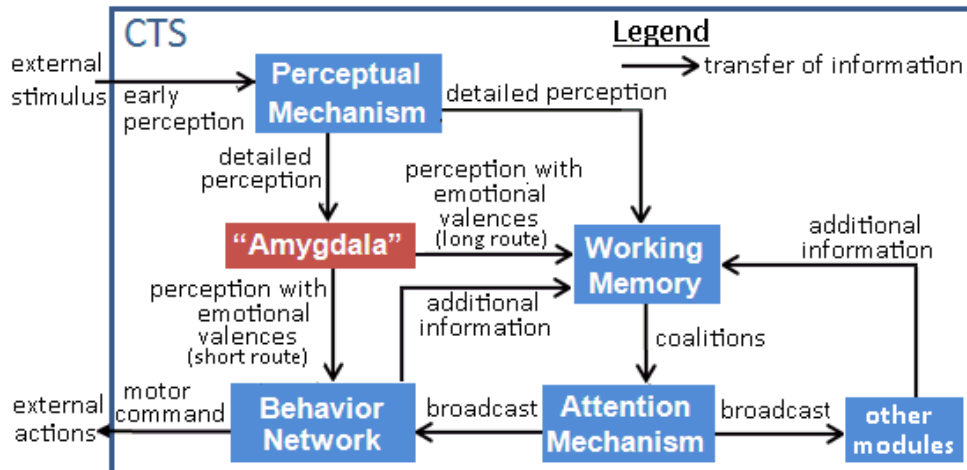 CTS
Legend
transfer of information
external
stimulus
early
perception
Perceptual
Mechanism
detailed perception
detailed
perception
perception with
emotional
valences
(long route)
"Amygdala"
Working
Memory
additional
information
perception with
emotional
valences
(short route)
additional
information
coalitions
external
actions
motor
command
Behavior
Network
broadcast
Attention
Mechanism
broadcast
other
modules